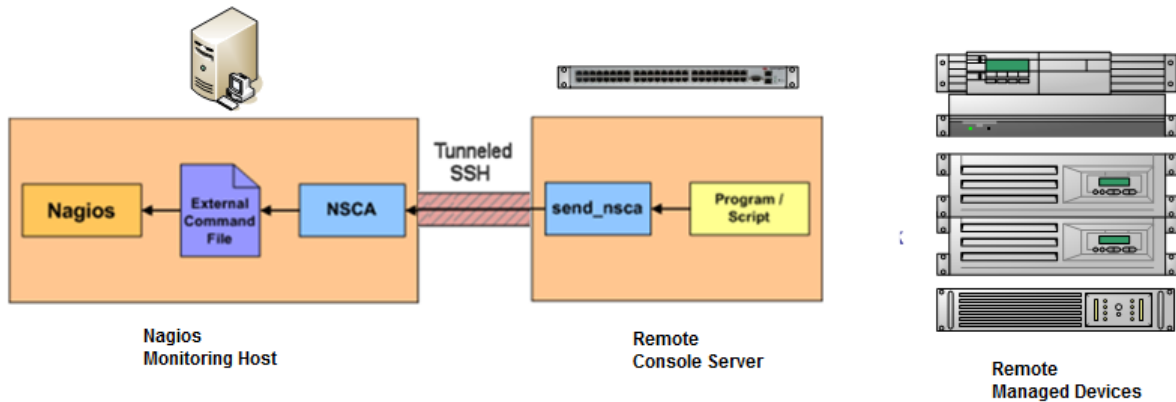 Tunneled
SSH
Nagios
External
Command
File
NSCA
send_nsca
Program /
Script
Nagios
Monitoring Host
Remote
Console Server
Remote
Managed Devices